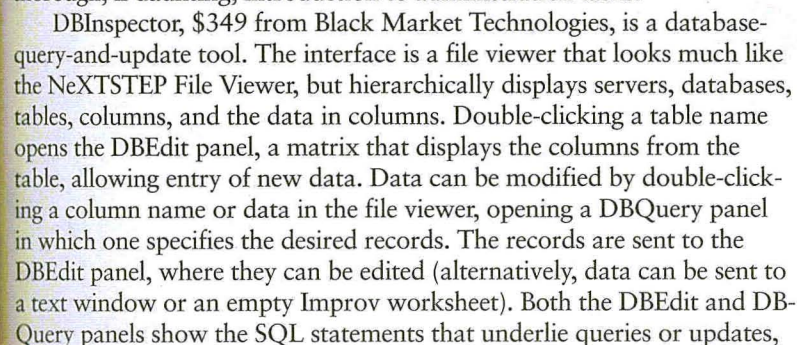 DBInspector, $349 from Black Market Technologies, is a database-
query-and-update tool. The interface is a file viewer that looks much like
the NeXTSTEP File Viewer, but hierarchically displays servers, databases,
tables, columns, and the data in columns. Double-clicking a table name
opens the DBEdit panel, a matrix that displays the columns from the
table, allowing entry of new data. Data can be modified by double-click-
ing a column name or data in the file viewer, opening a DBQuery panel
in which one specifies the desired records. The records are sent to the
DBEdit panel, where they can be edited (alternatively, data can be sent to
a text window or an empty Improv worksheet). Both the DBEdit and DB-
Query panels show the SQL statements that underlie queries or updates,